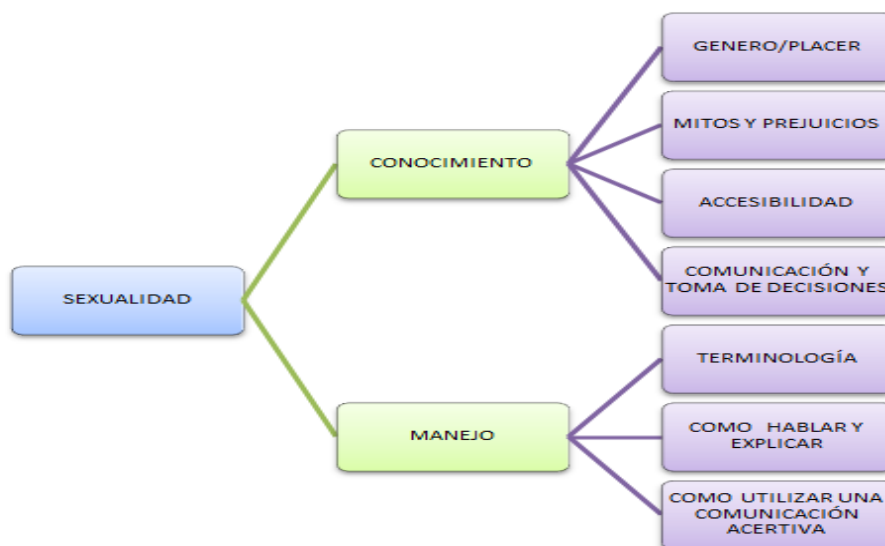 SEXUALIDAD
CONOCIMIENTO
GENERO/PLACER
MITOS Y PREJUICIOS
ACCESIBILIDAD
COMUNICACIÓN Y
TOMA DE DECISIONES
MANEJO
TERMINOLOGÍA
COMO HABLAR Y
EXPLICAR
COMO UTILIZAR UNA
COMUNICACIÓN
ACERTIVA